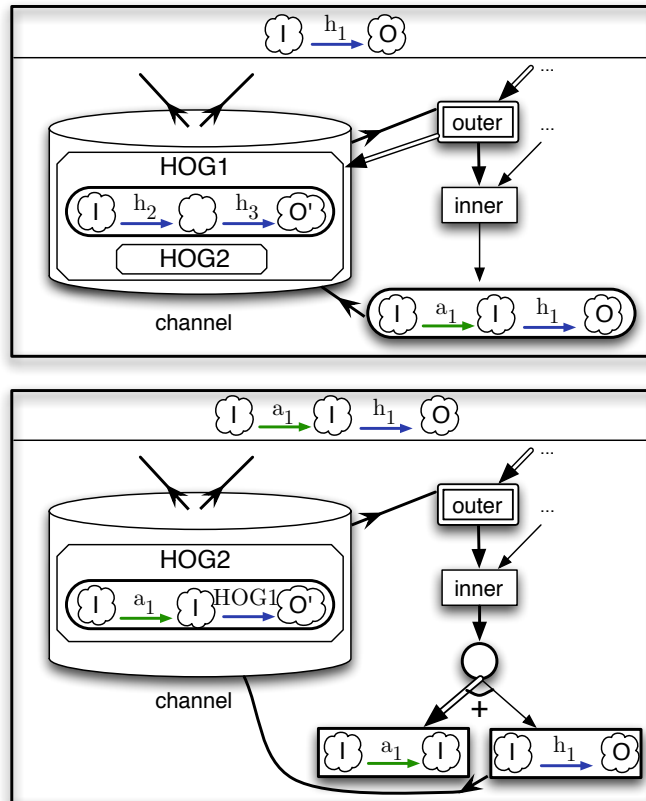 I h₁ O
...
outer
...
HOG1
I h₂ h₃ O'
inner
HOG2
channel
I a₁ I h₁ O
I a₁ I h₁ O
...
outer
...
HOG2
inner
I a₁ I HOG1 O'
channel
+
I a₁ I
I h₁ O